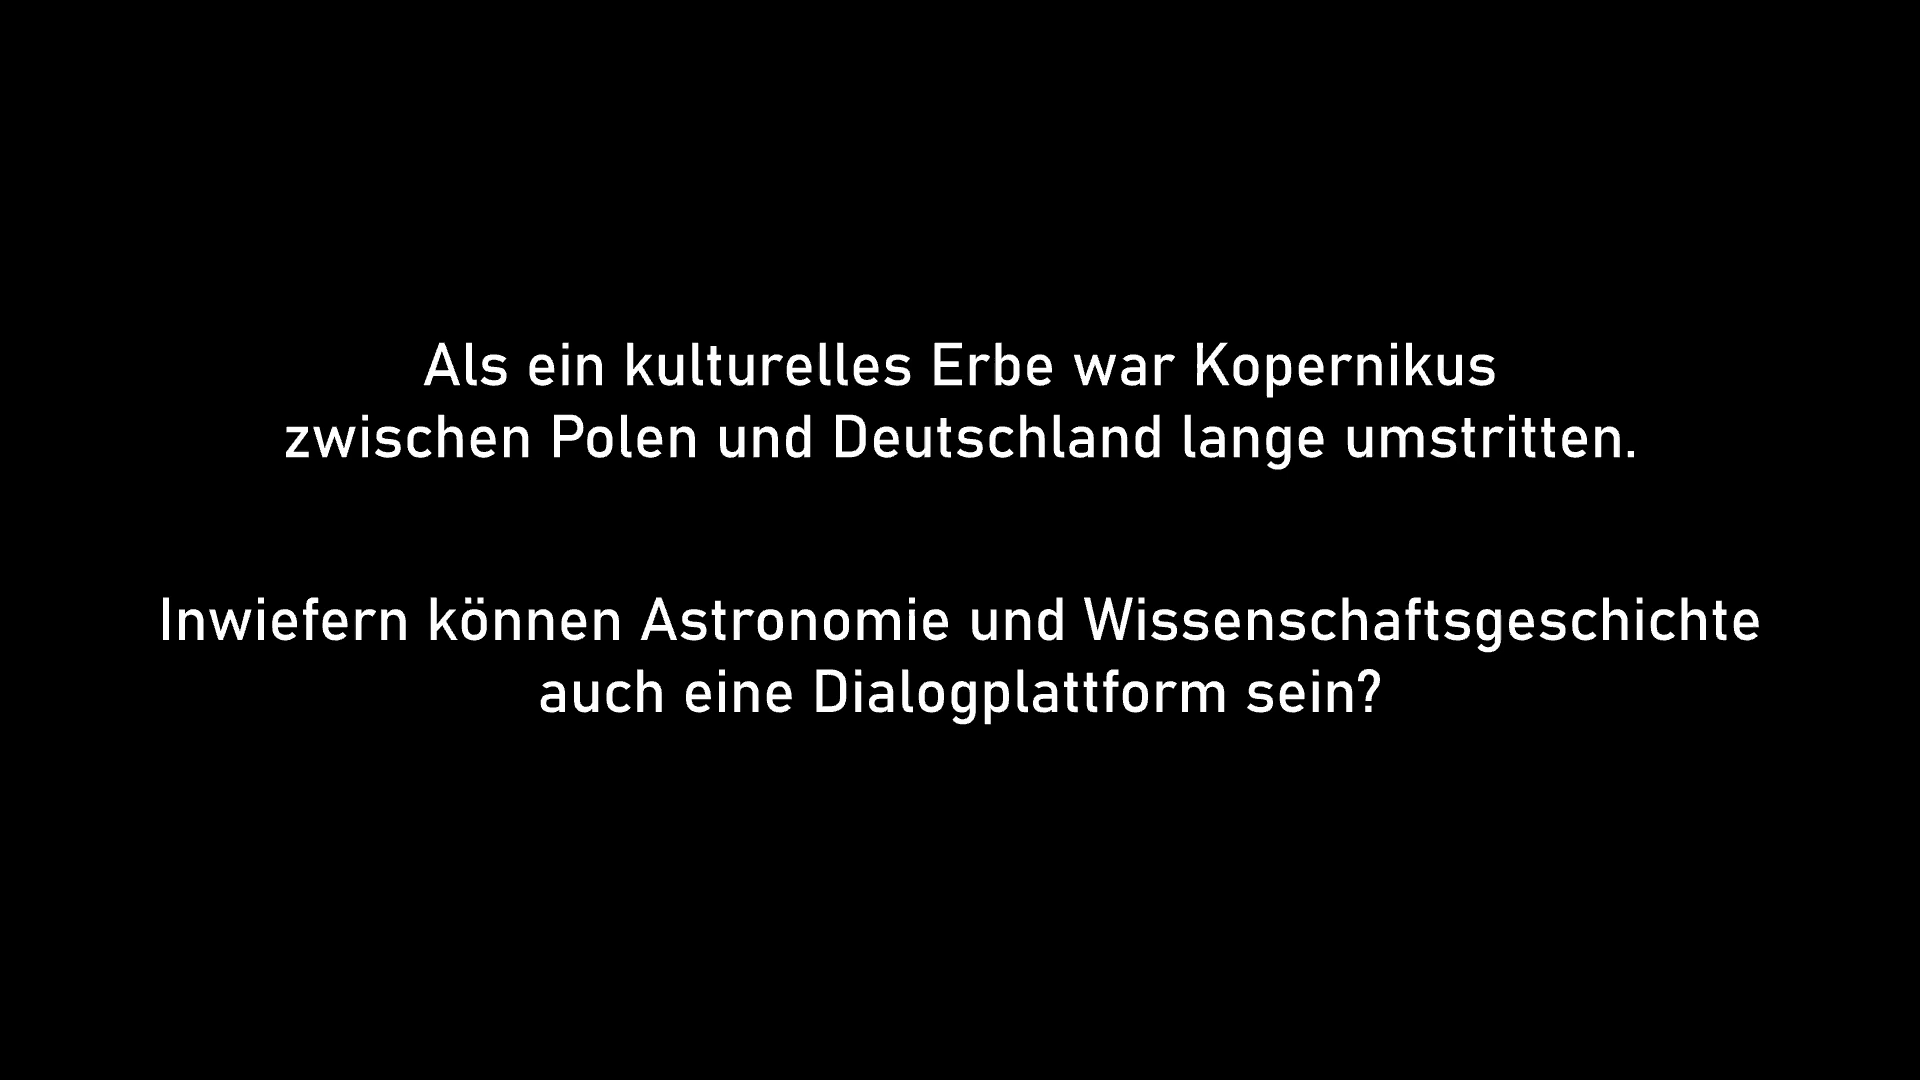 Als ein kulturelles Erbe war Kopernikus
zwischen Polen und Deutschland lange umstritten.
Inwiefern können Astronomie und Wissenschaftsgeschichte
auch eine Dialogplattform sein?